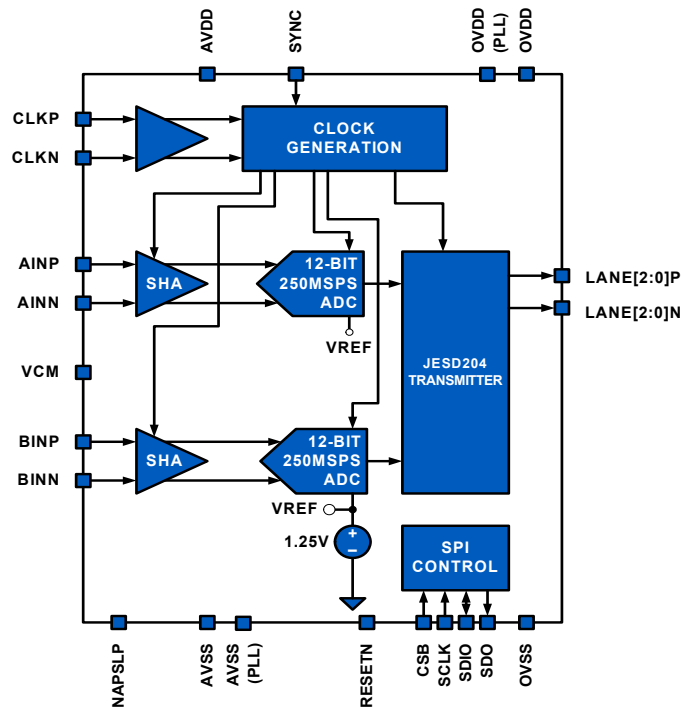 AVDD
SYNC
OVDD
(PLL)
OVDD
CLKP
CLKN
CLOCK
GENERATION
AINP
AINN
SHA
12-BIT
250MSPS
ADC
VREF
LANE[2:0]P
LANE[2:0]N
JESD204
TRANSMITTER
VCM
BINP
BINN
SHA
12-BIT
250MSPS
ADC
VREF
1.25V
+
–
SPI
CONTROL
NAPSLP
AVSS
AVSS
(PLL)
RESETN
CSB
SCLK
SDIO
SDO
OVSS